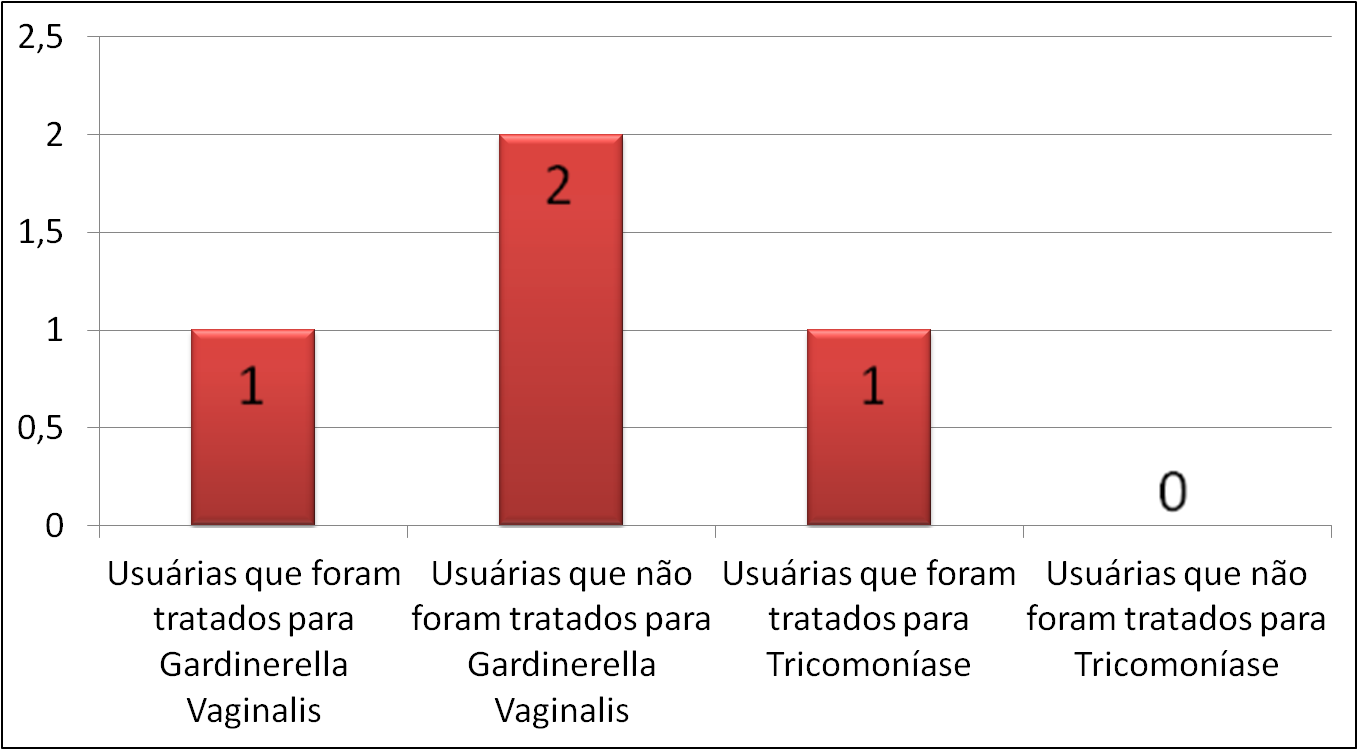 2,5
2
1,5
1
0,5
0
1
2
1
0
Usuárias que foram
tratados para
Gardinerella
Vaginalis
Usuárias que não
foram tratados para
Gardinerella
Vaginalis
Usuárias que foram
tratados para
Tricomoníase
Usuárias que não
foram tratados para
Tricomoníase